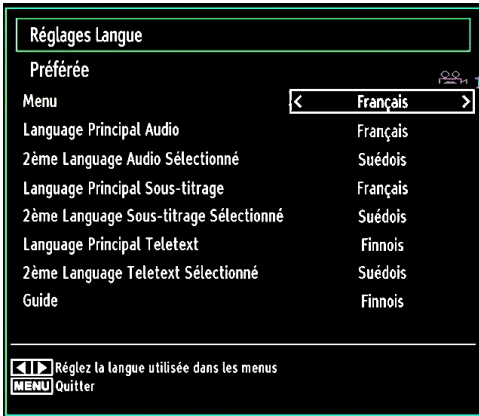 Réglages Langue
Préférée
Menu < Français >
Language Principal Audio Français
2ème Language Audio Sélectionné Suédois
Language Principal Sous-titrage Français
2ème Language Sous-titrage Sélectionné Suédois
Language Principal Teletext Finnois
2ème Language Teletext Sélectionné Suédois
Guide Finnois
Réglez la langue utilisée dans les menus
MENU Quitter